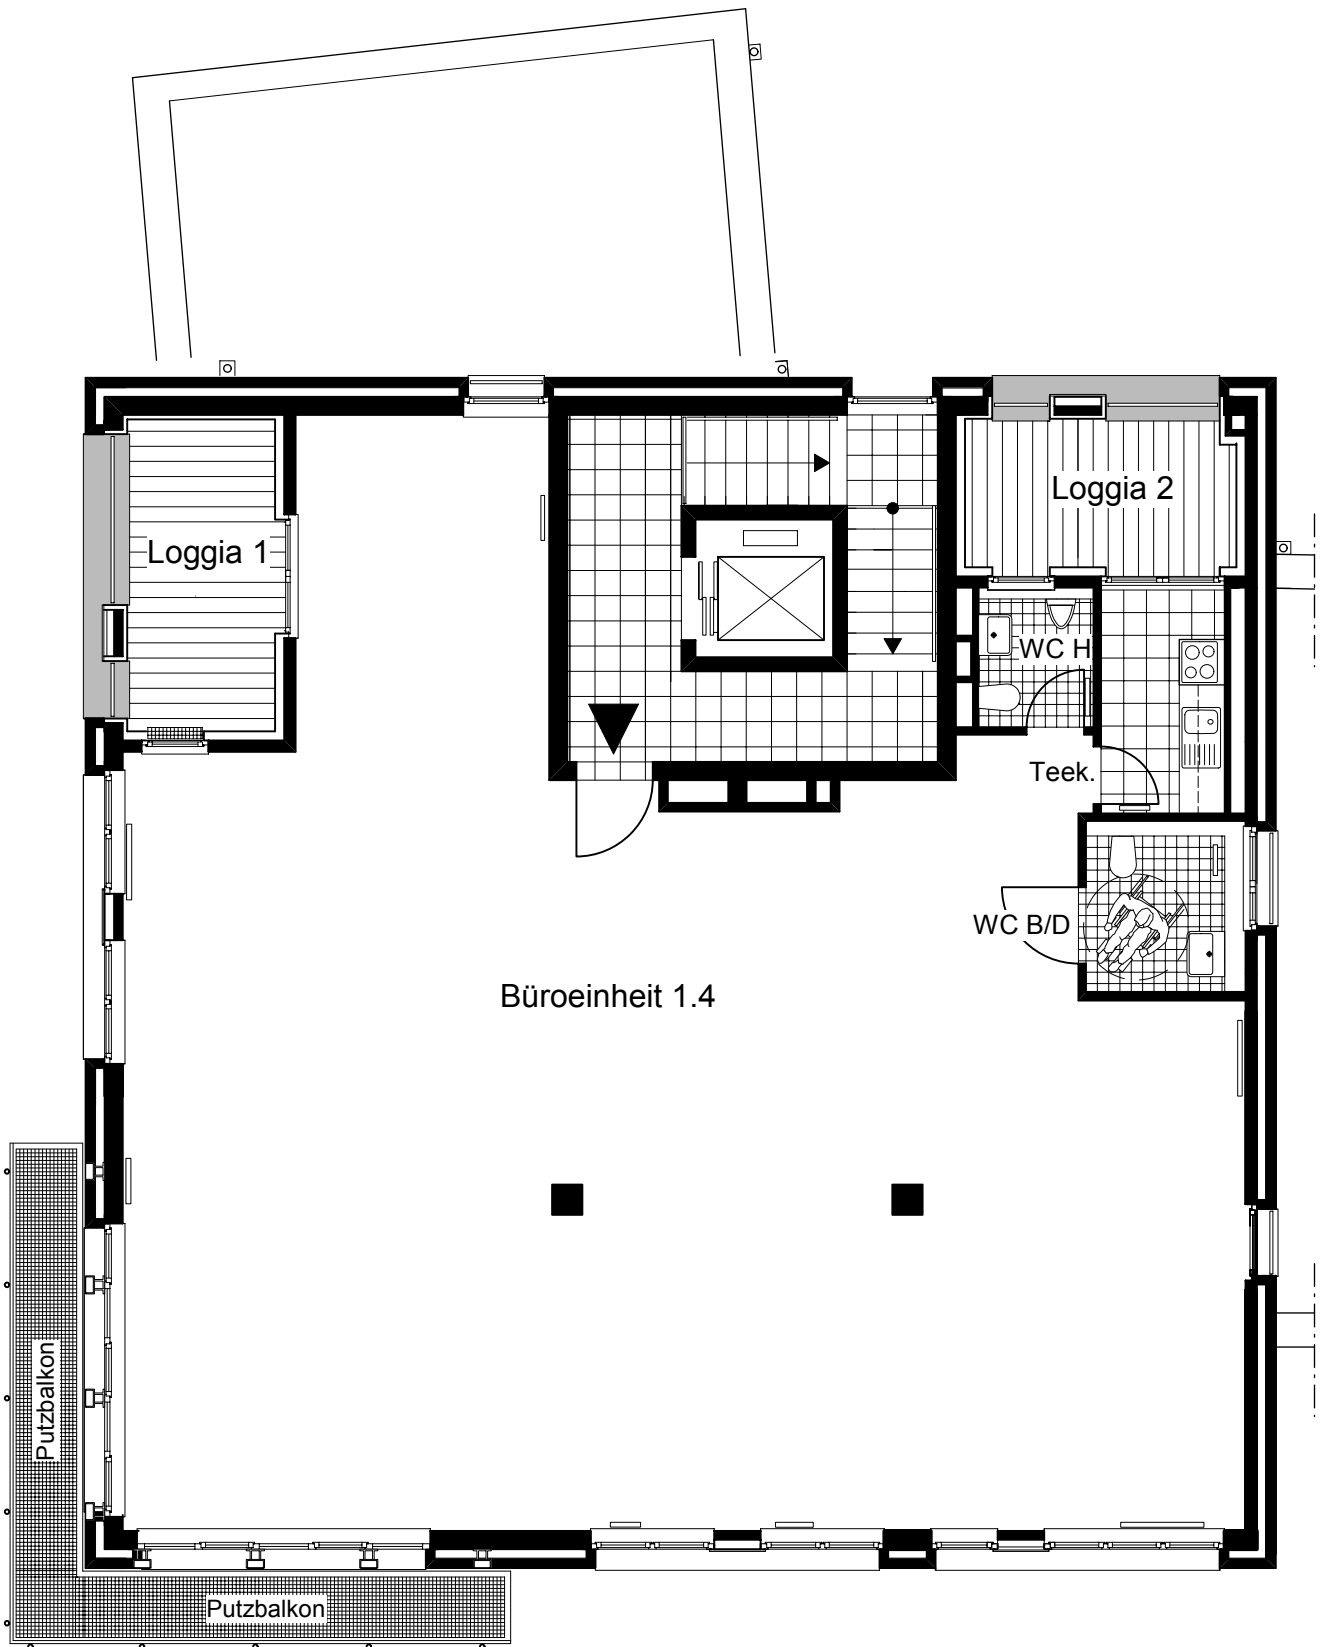 Loggia 2
Loggia 1
WC H
Teek.
WC B/D
Büroeinheit 1.4
Putzbalkon
Putzbalkon